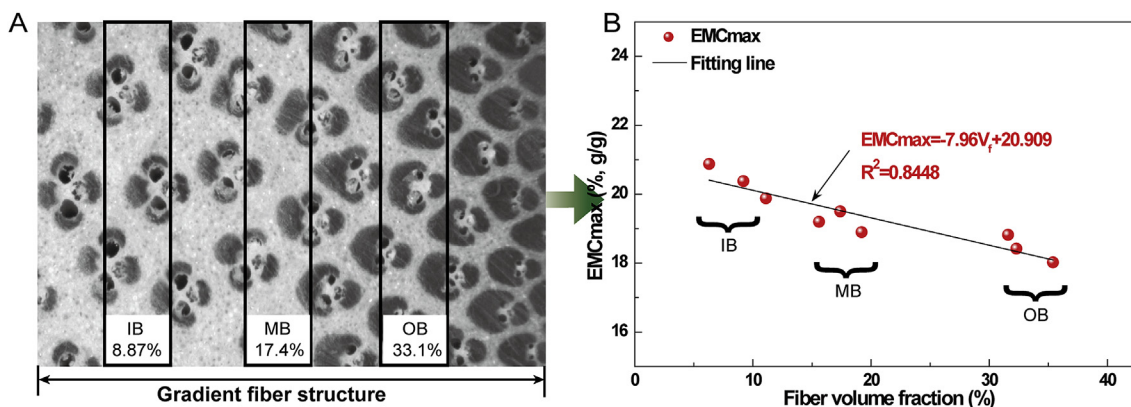 A
IB
8.87%
MB
17.4%
OB
33.1%
Gradient fiber structure
B
EMCmax
Fitting line
EMCmax=-7.96Vf+20.909
R²=0.8448
IB
MB
OB
EMCmax (%, g/g)
24
22
20
18
16
0
10
20
30
40
Fiber volume fraction (%)